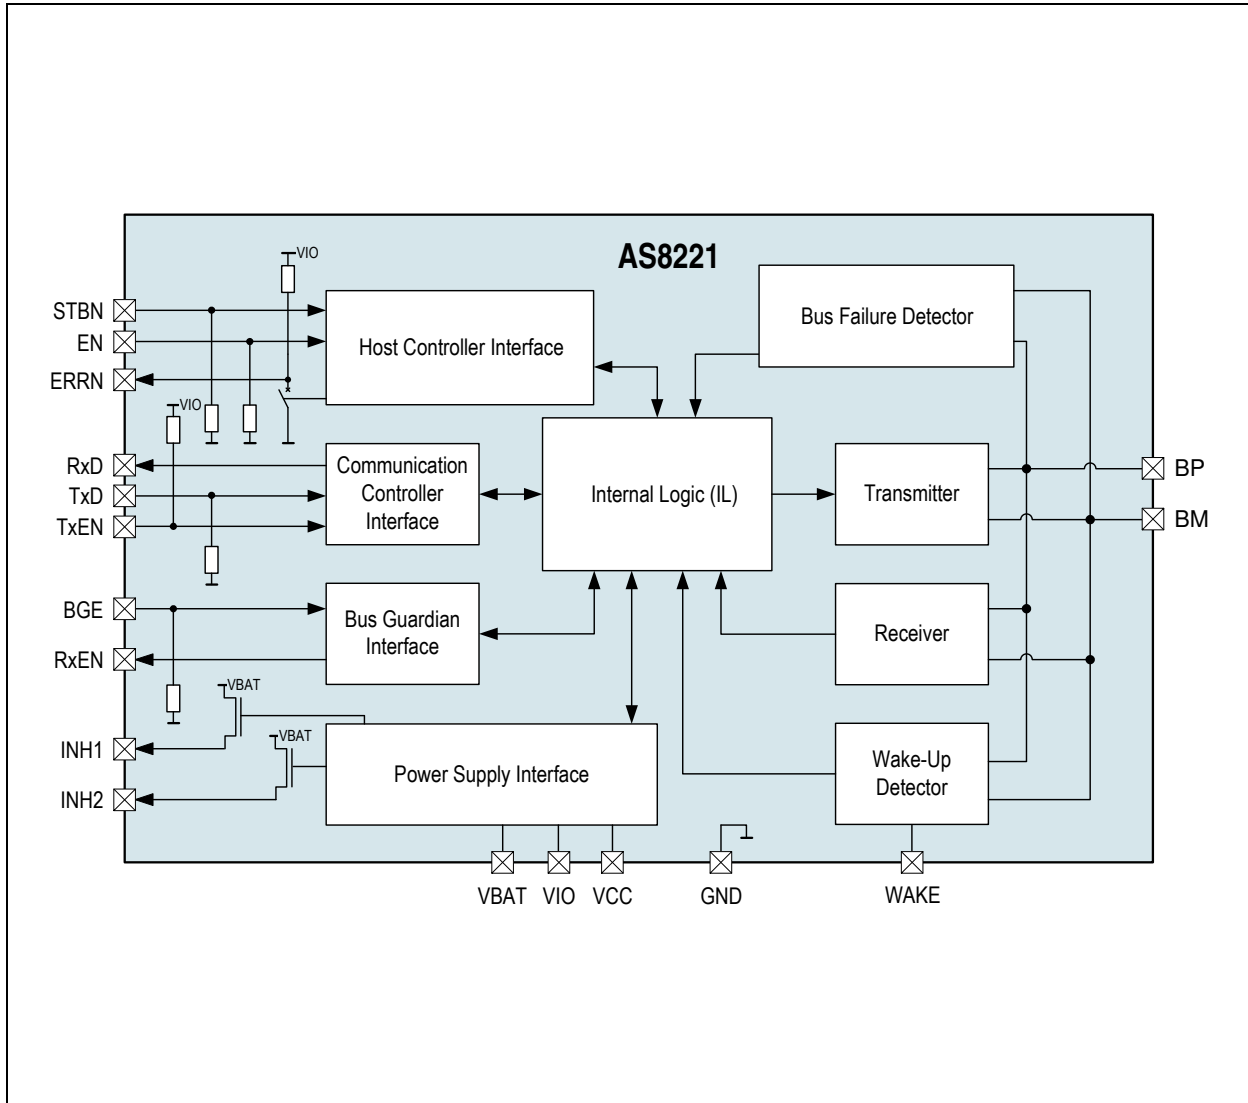 AS8221
VIO
STBN
EN
ERRN
Host Controller Interface
Bus Failure Detector
VIO
RxD
TxD
TxEN
Communication
Controller
Interface
Internal Logic (IL)
Transmitter
BP
BM
BGE
RxEN
Bus Guardian
Interface
Receiver
VBAT
INH1
VBAT
INH2
Power Supply Interface
Wake-Up
Detector
VBAT
VIO
VCC
GND
WAKE